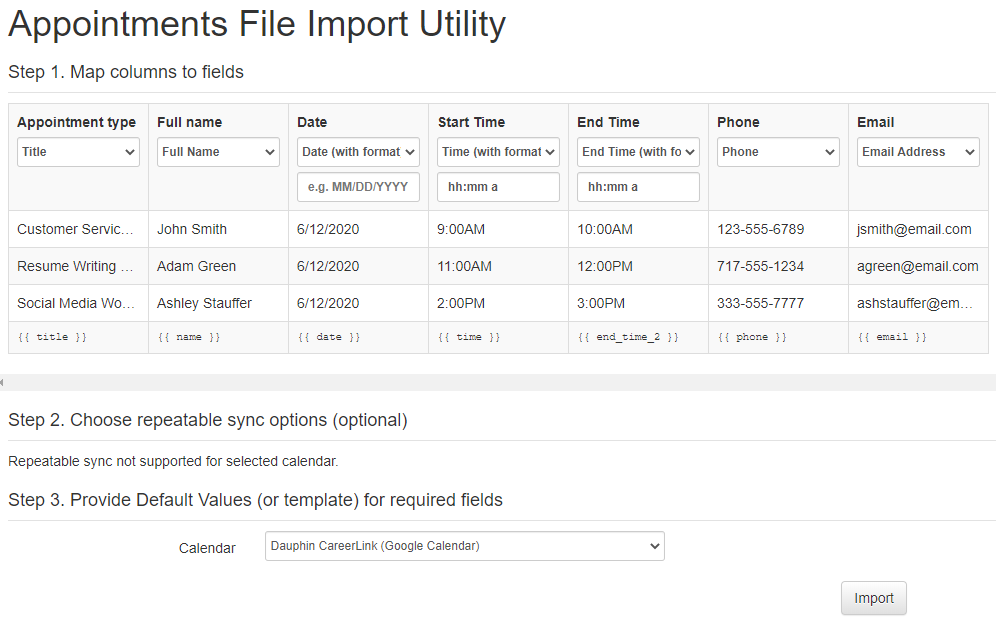 Appointments File Import Utility
Step 1. Map columns to fields
Appointment type Full name Date Start Time End Time Phone Email
Title Full Name Date (with format Time (with format End Time (with fo Phone Email Address
e.g. MM/DD/YYYY hh:mm a hh:mm a
Customer Servic... John Smith 6/12/2020 9:00AM 10:00AM 123-555-6789 jsmith@email.com
Resume Writing ... Adam Green 6/12/2020 11:00AM 12:00PM 717-555-1234 agreen@email.com
Social Media Wo... Ashley Stauffer 6/12/2020 2:00PM 3:00PM 333-555-7777 ashstauffer@em...
{{ title }} {{ name }} {{ date }} {{ time }} {{ end_time_2 }} {{ phone }} {{ email }}
Step 2. Choose repeatable sync options (optional)
Repeatable sync not supported for selected calendar.
Step 3. Provide Default Values (or template) for required fields
Calendar Dauphin CareerLink (Google Calendar)
Import